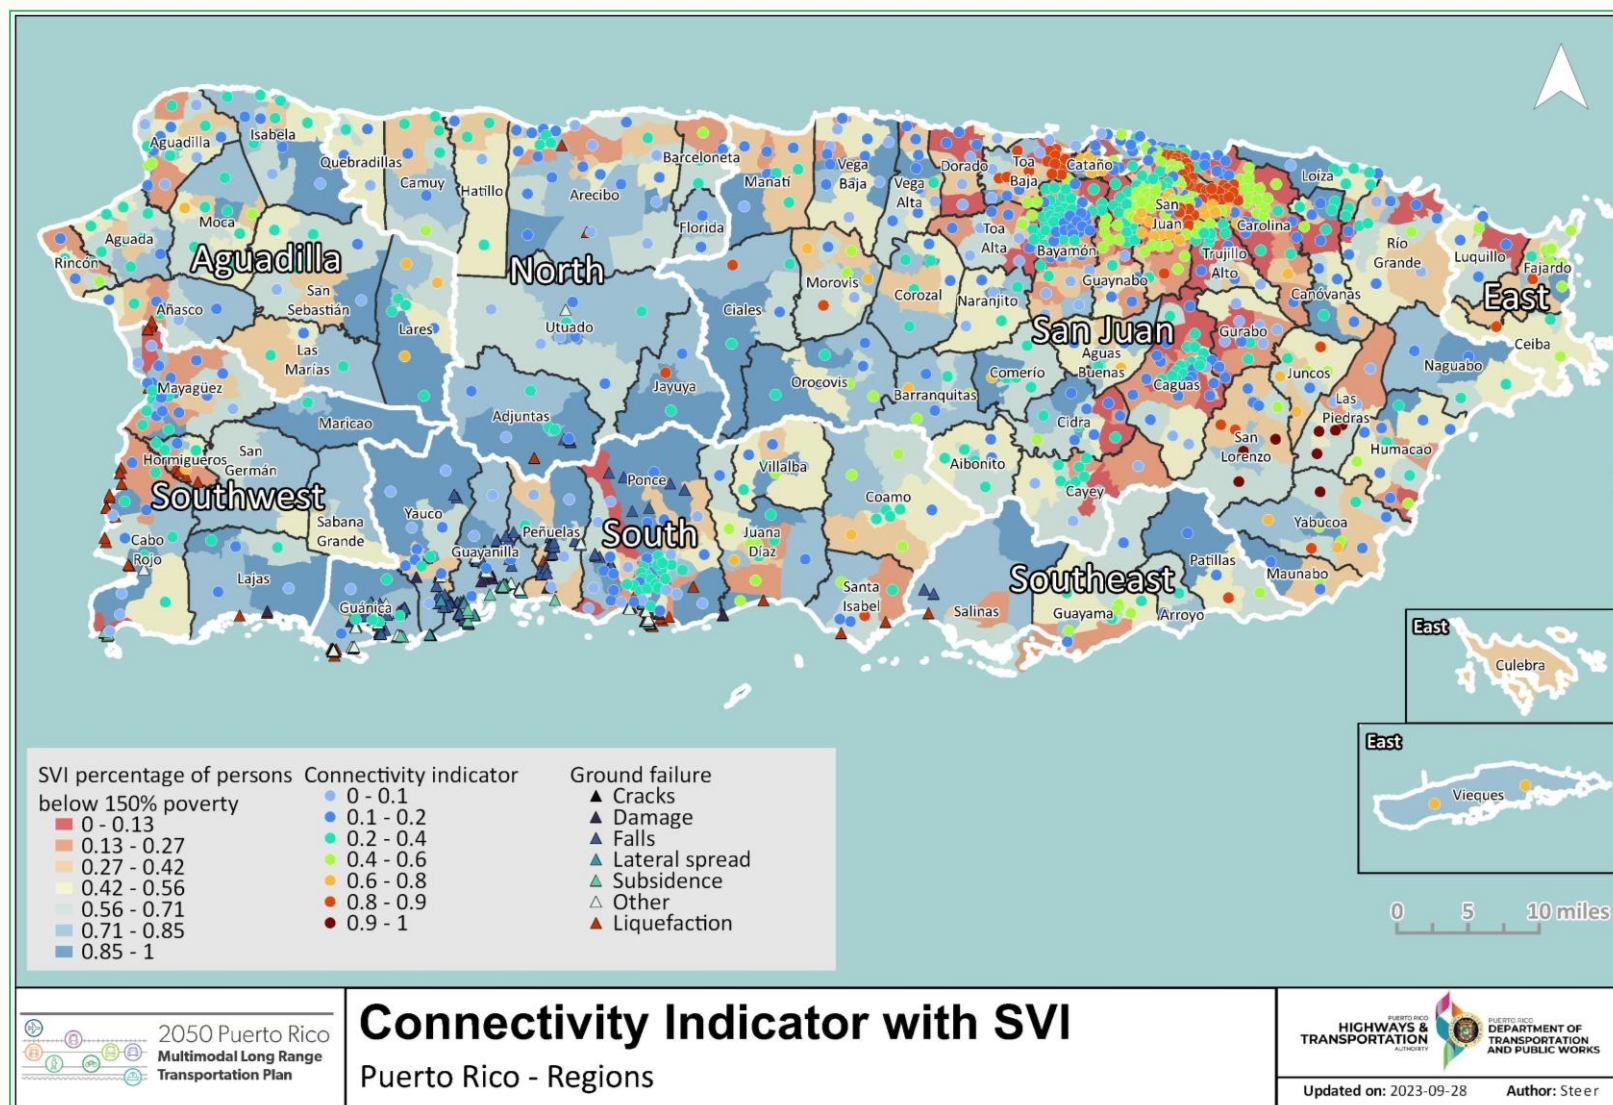 Isabela
Aguadilla
Quebradillas
Camuy
Hatillo
Arecibo
Barceloneta
Manatí
Vega
Baja
Vega
Alta
Dorado
Toa
Baja
Cataño
Loiza
Moca
Aguada
Rincón
Aguadilla
Florida
North
Toa
Alta
Bayamón
San
Juan
Carolina
Trujillo
Alto
Río
Grande
Luquillo
Fajardo
Añasco
San
Sebastián
Lares
Utuado
Ciales
Morovis
Corozal
Naranjito
Guaynabo
Canóvanas
East
San Juan
Gurabo
Ceiba
Las
Marías
Mayagüez
Jayuya
Orocovis
Barranquitas
Comerío
Aguas
Buenas
Caguas
Juncos
Naguabo
Maricao
Adjuntas
Cidra
San
Lorenzo
Las
Piedras
Humacao
Hormigueros
San
Germán
Southwest
Villalba
Aibonito
Cayey
Ponce
Coamo
Cabo
Rojo
Sabana
Grande
Yauco
Peñuelas
Guayanilla
South
Juana
Díaz
Yabucoa
Lajas
Guánica
Santa
Isabel
Salinas
Southeast
Guayama
Arroyo
Patillas
Maunabo
East
Culebra
East
Vieques
SVI percentage of persons
below 150% poverty
0 - 0.13
0.13 - 0.27
0.27 - 0.42
0.42 - 0.56
0.56 - 0.71
0.71 - 0.85
0.85 - 1
Connectivity indicator
0 - 0.1
0.1 - 0.2
0.2 - 0.4
0.4 - 0.6
0.6 - 0.8
0.8 - 0.9
0.9 - 1
Ground failure
Cracks
Damage
Falls
Lateral spread
Subsidence
Other
Liquefaction
0 5 10 miles
2050 Puerto Rico
Multimodal Long Range
Transportation Plan
Connectivity Indicator with SVI
Puerto Rico - Regions
PUERTO RICO
HIGHWAYS &
TRANSPORTATION
AUTHORITY
PUERTO RICO
DEPARTMENT OF
TRANSPORTATION
AND PUBLIC WORKS
Updated on: 2023-09-28 Author: Steer